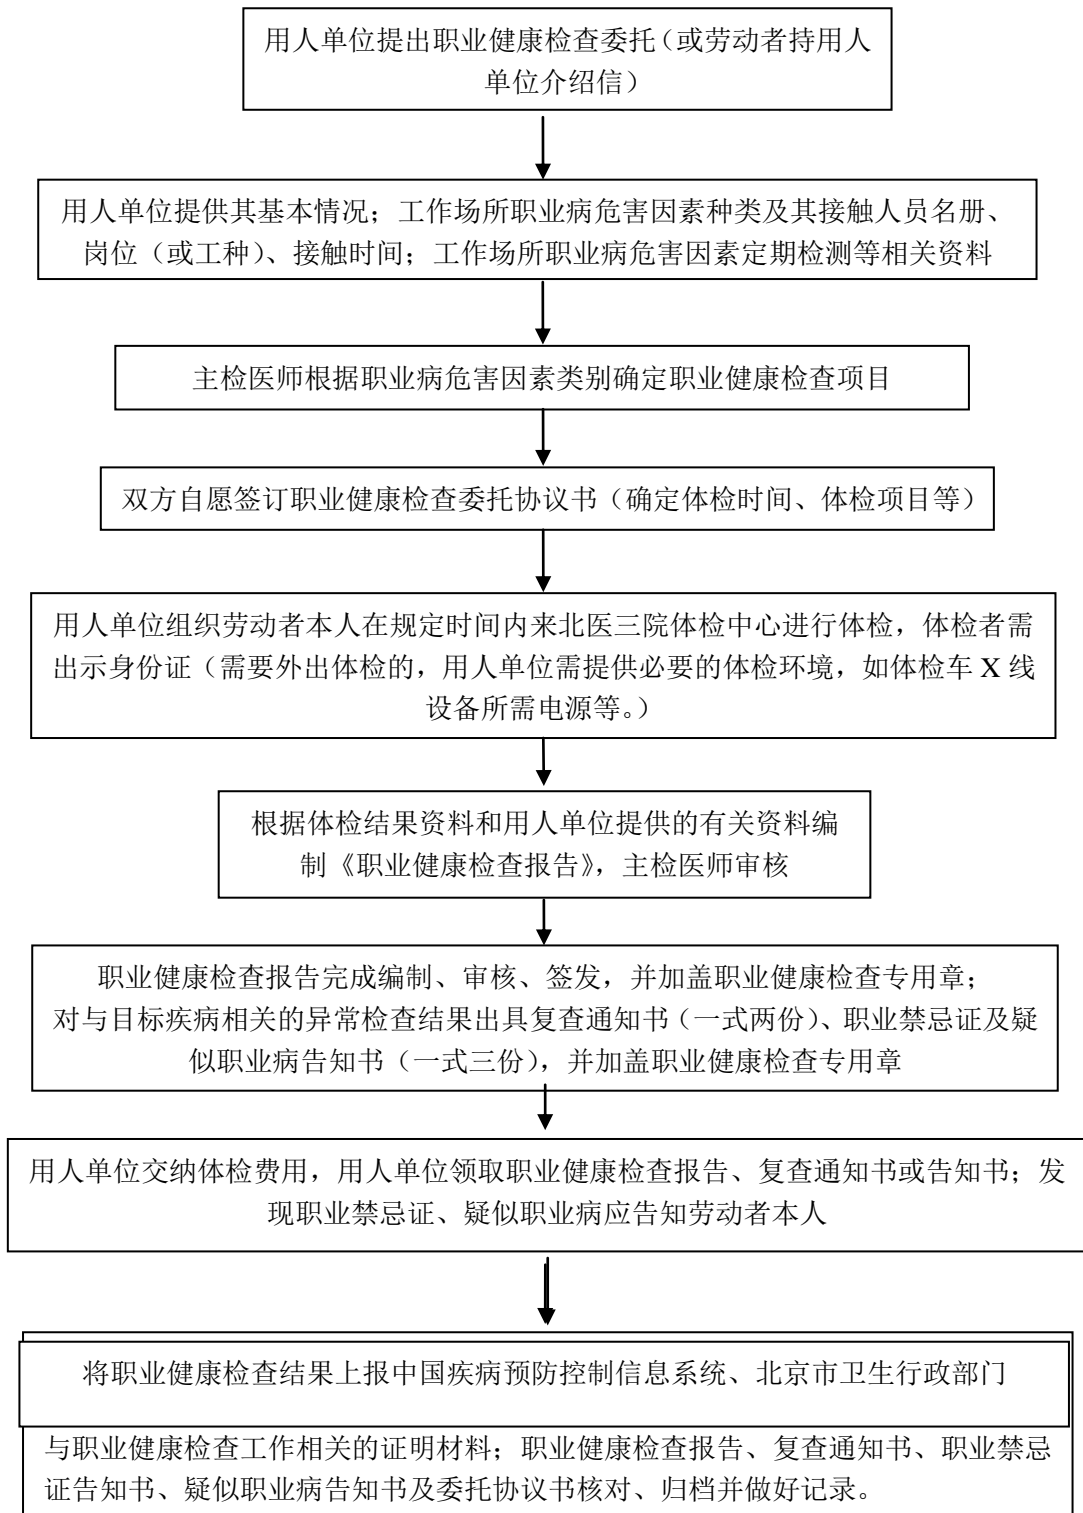 用人单位提出职业健康检查委托（或劳动者持用人
单位介绍信）
用人单位提供其基本情况；工作场所职业病危害因素种类及其接触人员名册、
岗位（或工种）、接触时间；工作场所职业病危害因素定期检测等相关资料
主检医师根据职业病危害因素类别确定职业健康检查项目
双方自愿签订职业健康检查委托协议书（确定体检时间、体检项目等）
用人单位组织劳动者本人在规定时间内来北医三院体检中心进行体检，体检者需
出示身份证（需要外出体检的，用人单位需提供必要的体检环境，如体检车 X 线
设备所需电源等。）
根据体检结果资料和用人单位提供的有关资料编
制《职业健康检查报告》，主检医师审核
职业健康检查报告完成编制、审核、签发，并加盖职业健康检查专用章；
对与目标疾病相关的异常检查结果出具复查通知书（一式两份）、职业禁忌证及疑
似职业病告知书（一式三份），并加盖职业健康检查专用章
用人单位交纳体检费用，用人单位领取职业健康检查报告、复查通知书或告知书；发
现职业禁忌证、疑似职业病应告知劳动者本人
将职业健康检查结果上报中国疾病预防控制信息系统、北京市卫生行政部门
与职业健康检查工作相关的证明材料；职业健康检查报告、复查通知书、职业禁忌
证告知书、疑似职业病告知书及委托协议书核对、归档并做好记录。